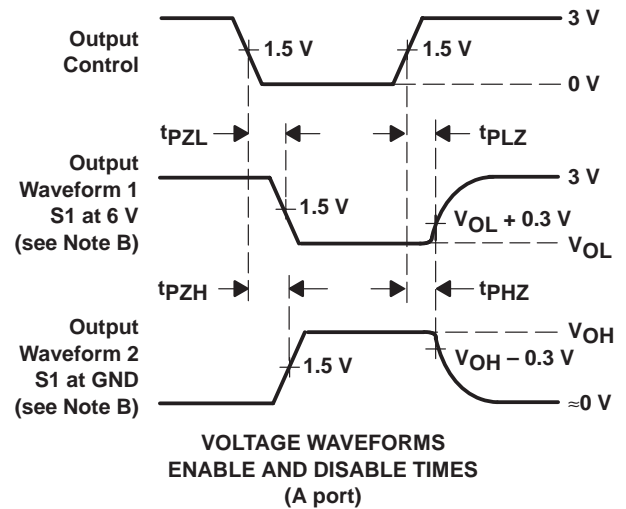 Output
Control
1.5 V
1.5 V
3 V
0 V
tPZL
tPLZ
Output
Waveform 1
S1 at 6 V
(see Note B)
1.5 V
3 V
VOL + 0.3 V
VOL
tPZH
tPHZ
Output
Waveform 2
S1 at GND
(see Note B)
1.5 V
VOH
VOH – 0.3 V
≈0 V
VOLTAGE WAVEFORMS
ENABLE AND DISABLE TIMES
(A port)